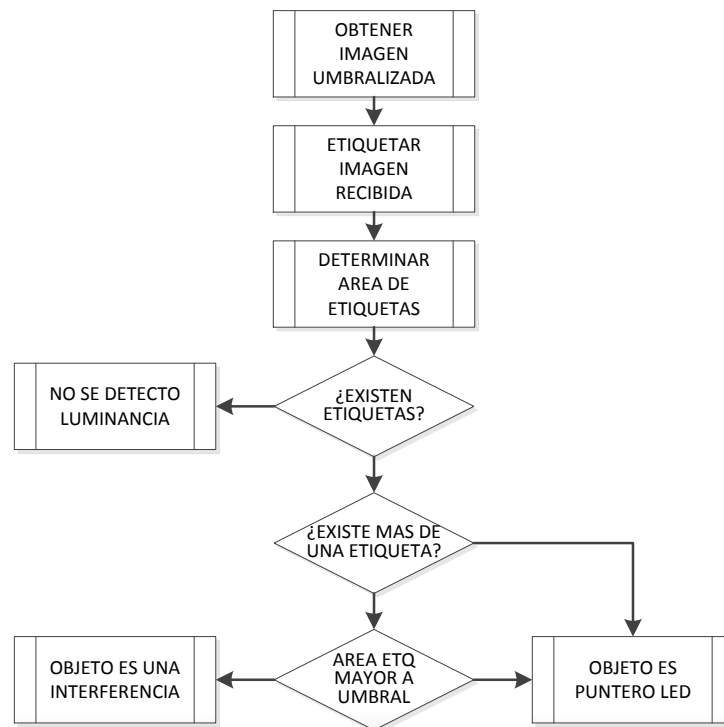 OBTENER
IMAGEN
UMBRALIZADA
ETIQUETAR
IMAGEN
RECIBIDA
DETERMINAR
AREA DE
ETIQUETAS
¿EXISTEN
ETIQUETAS?
NO SE DETECTO
LUMINANCIA
¿EXISTE MAS DE
UNA ETIQUETA?
OBJETO ES UNA
INTERFERENCIA
AREA ETQ
MAYOR A
UMBRAL
OBJETO ES
PUNTERO LED